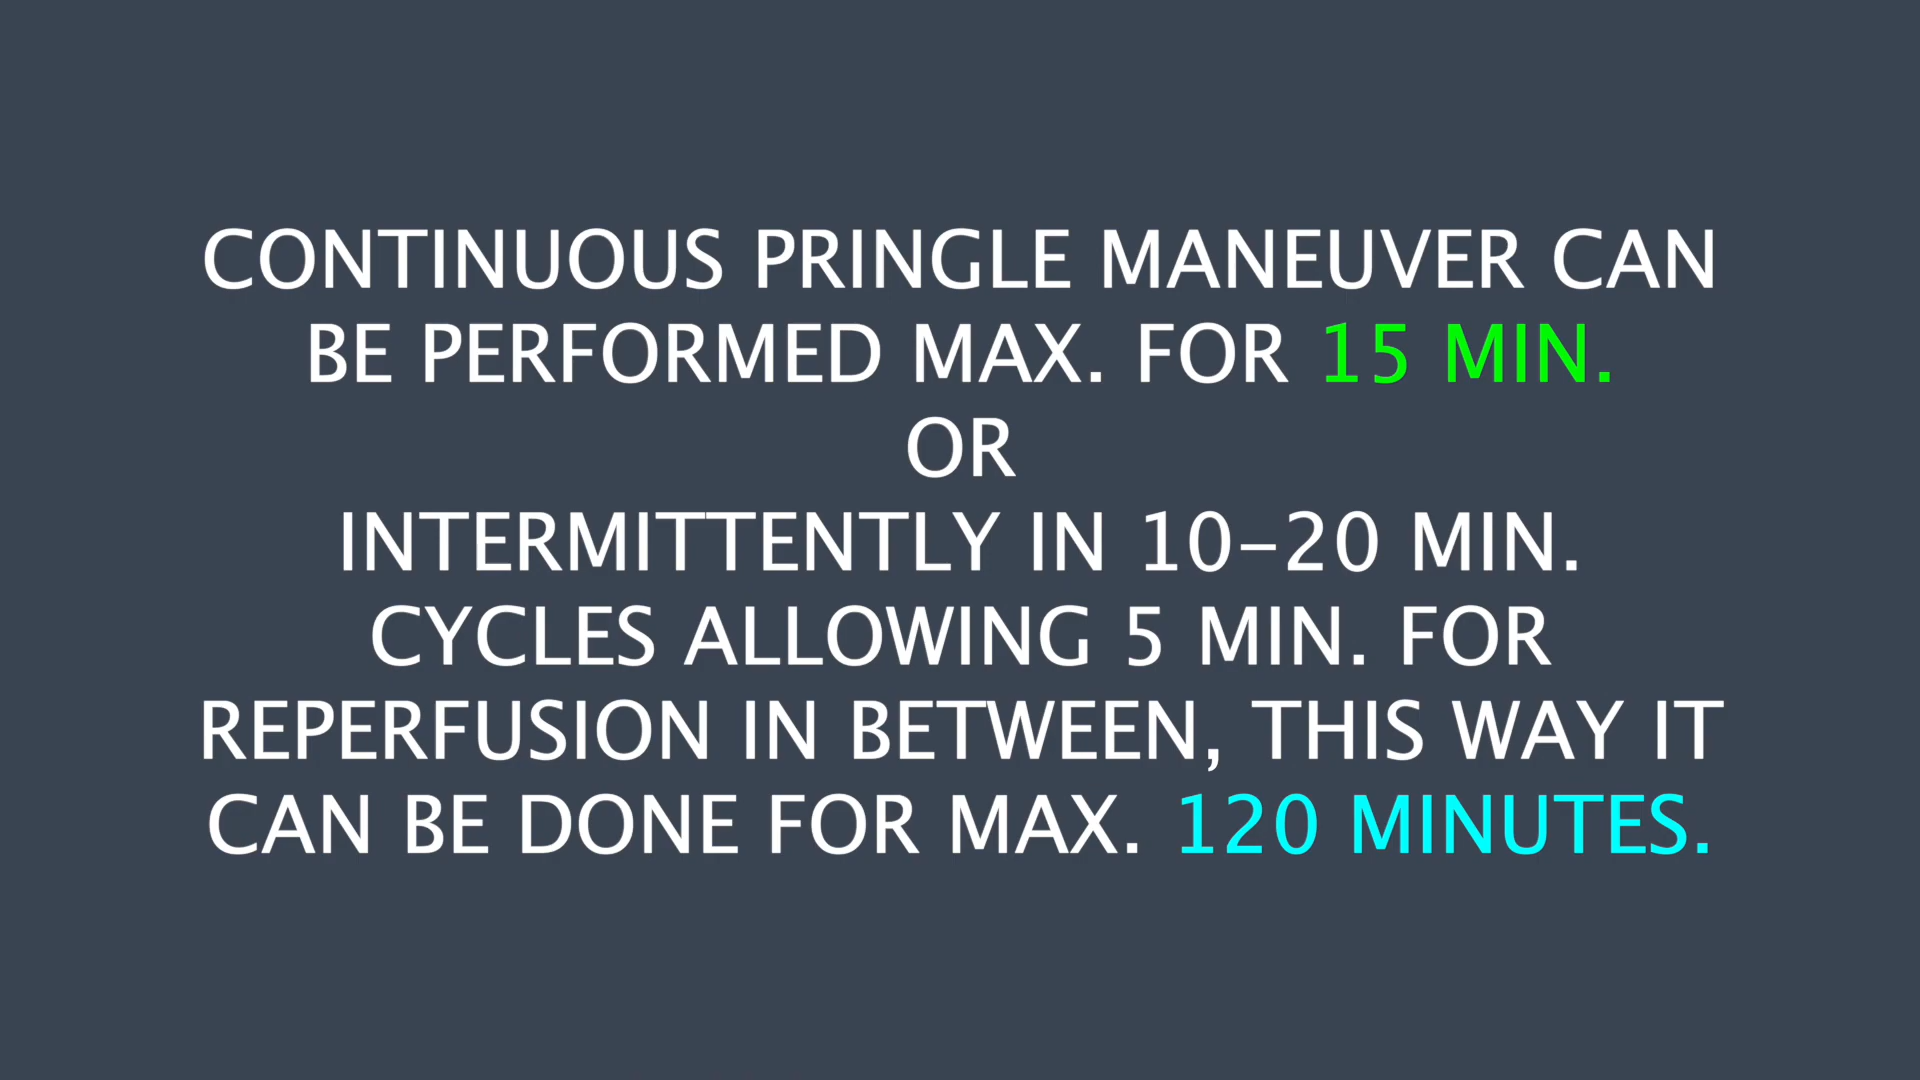 CONTINUOUS PRINGLE MANEUVER CAN
BE PERFORMED MAX. FOR 15 MIN.
OR
INTERMITTENTLY IN 10-20 MIN.
CYCLES ALLOWING 5 MIN. FOR
REPERFUSION IN BETWEEN, THIS WAY IT
CAN BE DONE FOR MAX. 120 MINUTES.